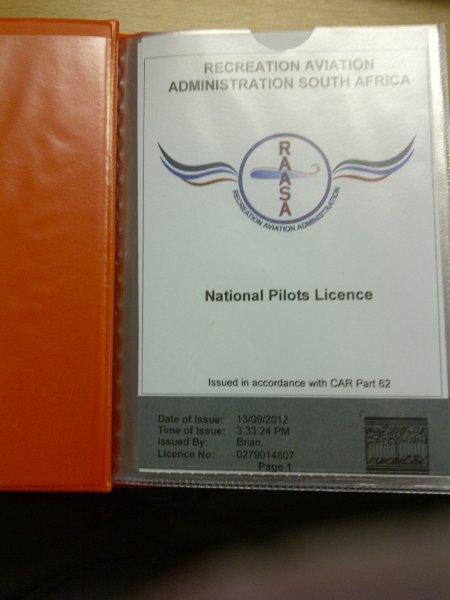 RECREATION AVIATION
ADMINISTRATION SOUTH AFRICA
RAASA
RECREATION AVIATION ADMINISTRATION
National Pilots Licence
Issued in accordance with CAR Part 62
Date of Issue: 13/09/2012
Time of Issue: 3:33:24 PM
Issued By: Brian,
Licence No: 0279014807
Page 1